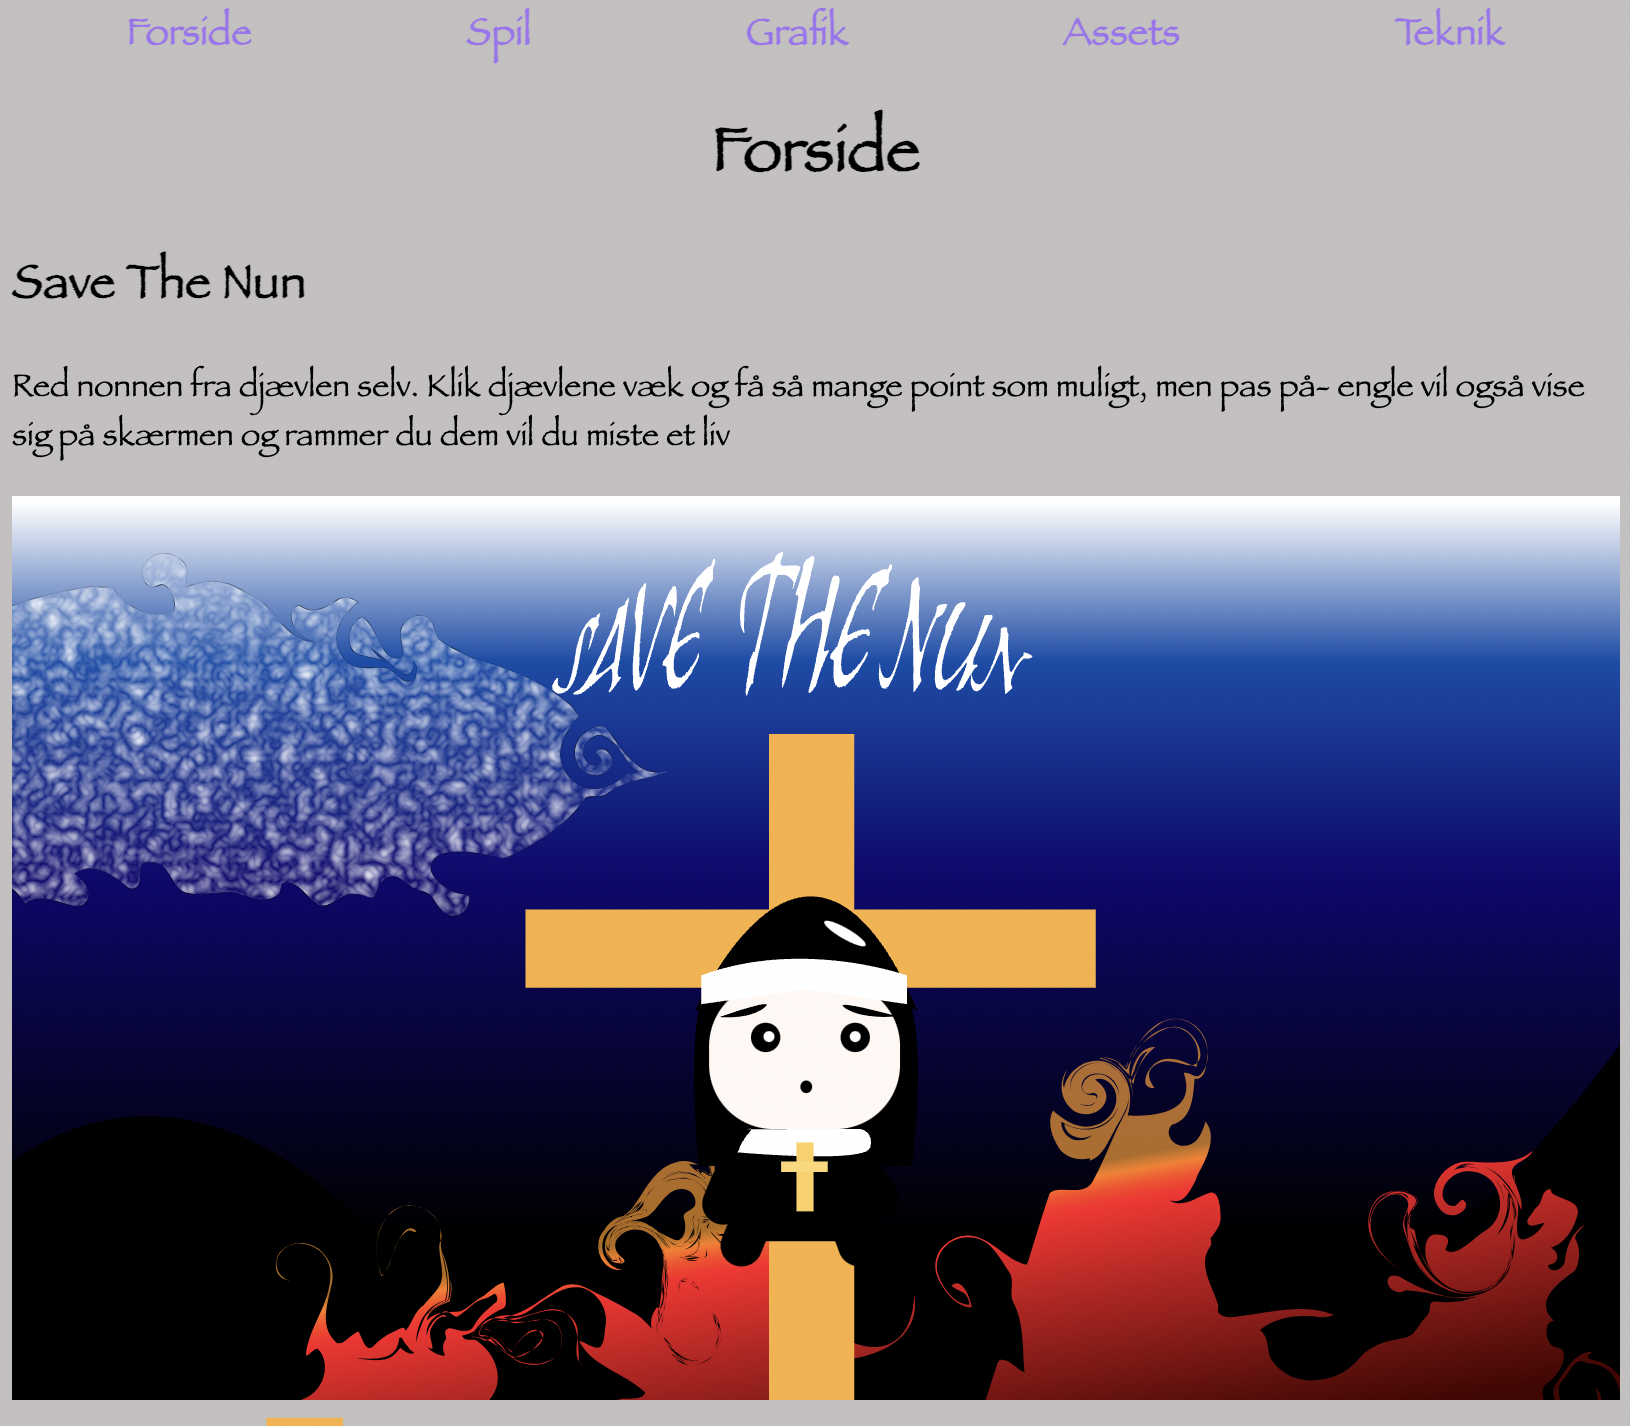 Forside Spil Grafik Assets Teknik
Forside
Save The Nun
Red nonnen fra djævlen selv. Klik djævlene væk og få så mange point som muligt, men pas på- engle vil også vise
sig på skærmen og rammer du dem vil du miste et liv
SAVE THE NUN